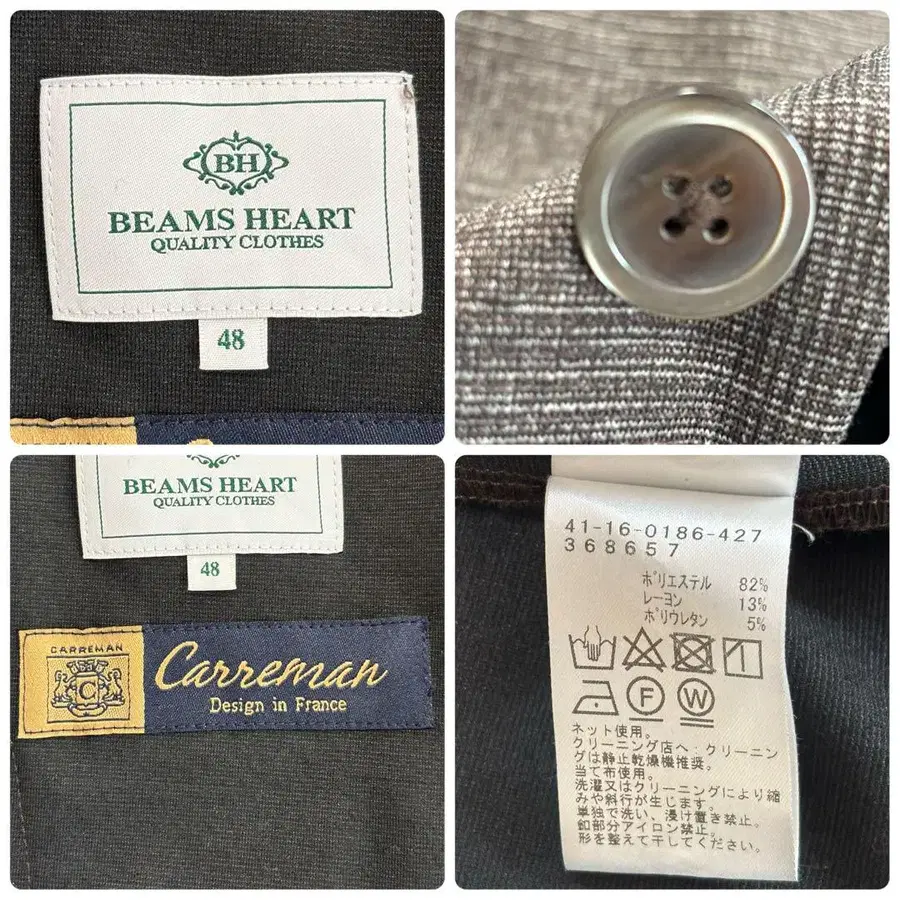 BH
BEAMS HEART
QUALITY CLOTHES
48
BEAMS HEART
QUALITY CLOTHES
48
CARREMAN
C
Carreman
Design in France
41-16-0186-427
368657
ポリエステル 82%
レーヨン 13%
ポリウレタン 5%
F
W
ネット使用。
クリーニング店へ:クリーニン
グは静止乾燥機推奨。
当て布使用。
洗濯又はクリーニングにより縮
みや斜行が生じます。
単独で洗い、浸け置き禁止。
釦部分アイロン禁止。
形を整えて干してください。